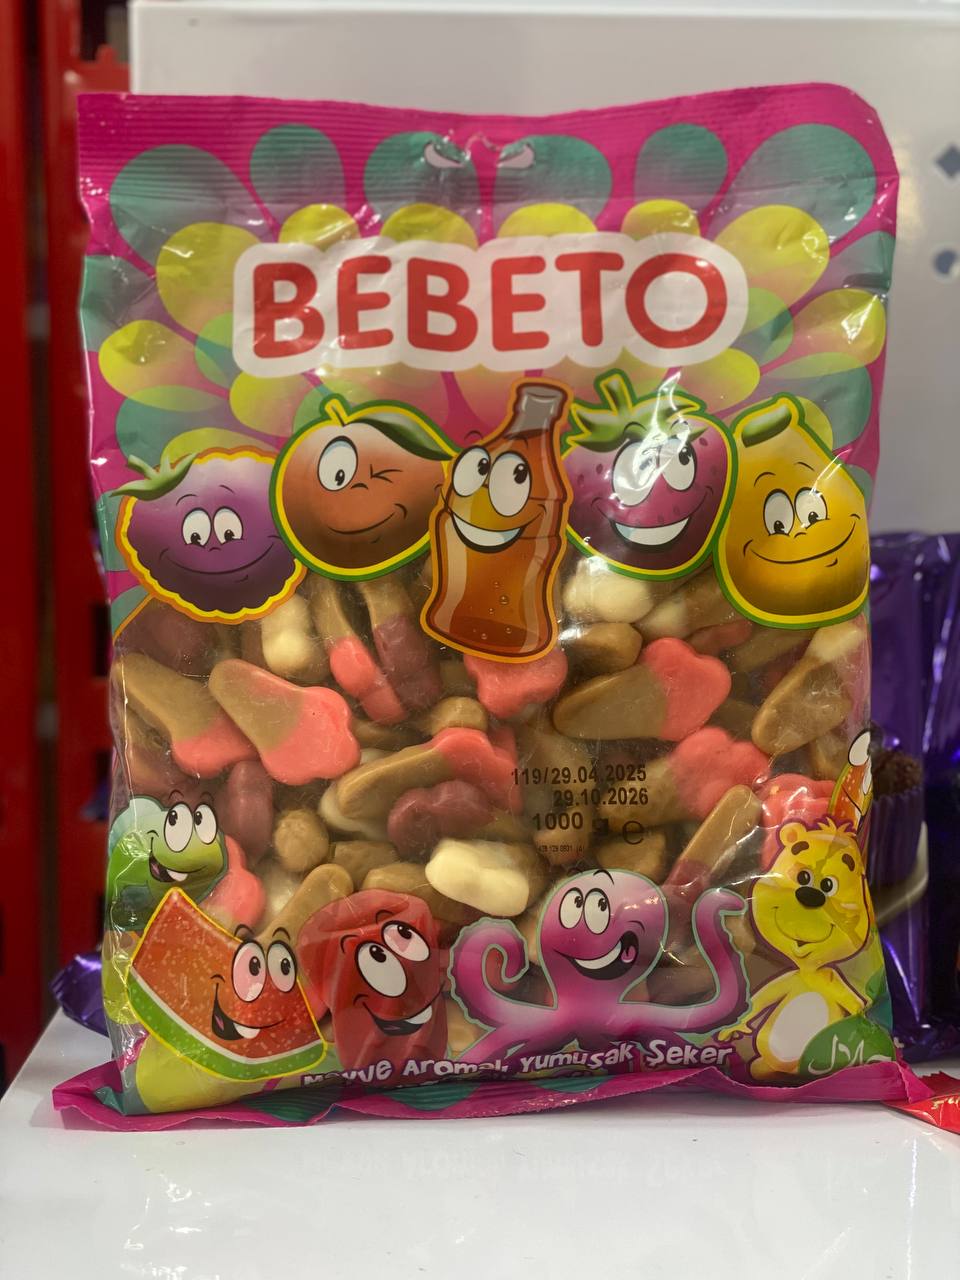 BEBETO
119/29.04.2025
29.10.2026
1000 g e
Meyve Aromalı Yumuşak Şeker